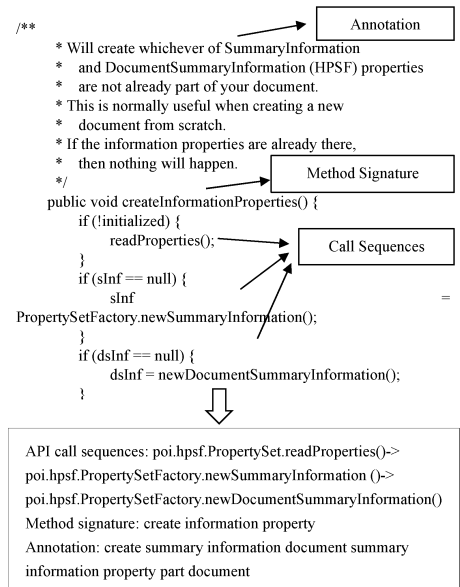 Annotation
/**
* Will create whichever of SummaryInformation
* and DocumentSummaryInformation (HPSF) properties
* are not already part of your document.
* This is normally useful when creating a new
* document from scratch.
* If the information properties are already there,
* then nothing will happen.
*/
Method Signature
public void createInformationProperties() {
if (!initialized) {
readProperties();
Call Sequences
}
if (sInf == null) {
sInf =
PropertySetFactory.newSummaryInformation();
}
if (dsInf == null) {
dsInf = newDocumentSummaryInformation();
}
API call sequences: poi.hpsf.PropertySet.readProperties()->
poi.hpsf.PropertySetFactory.newSummaryInformation ()->
poi.hpsf.PropertySetFactory.newDocumentSummaryInformation()
Method signature: create information property
Annotation: create summary information document summary
information property part document